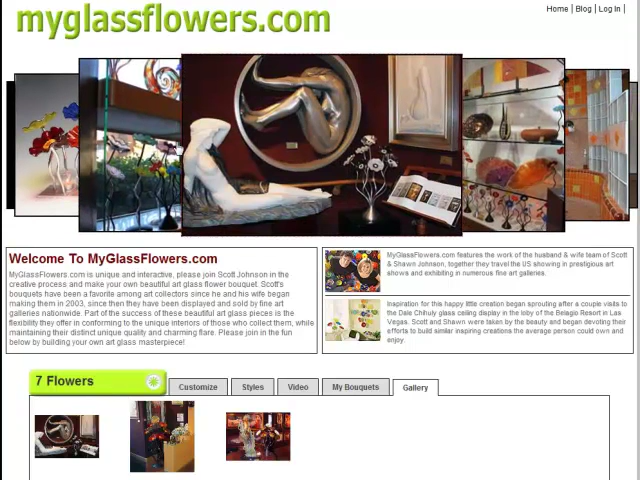 myglassflowers.com
Home | Blog | Log In |
Welcome To MyGlassFlowers.com
MyGlassFlowers.com is unique and interactive, please join Scott Johnson in the
creative process and make your own beautiful art glass flower bouquet. Scott's
bouquets have been a favorite among art collectors since he and his wife began
making them in 2003, since then they have been displayed and sold by fine art
galleries nationwide. Part of the success of these beautiful art glass pieces is the
flexibility they offer in conforming to the unique interiors of those who collect them, while
maintaining their distinct unique quality and charming flare. Please join in the fun
below by building your own art glass masterpiece!
MyGlassFlowers.com features the work of the husband & wife team of Scott
& Shawn Johnson, together they travel the US showing in prestigious art
shows and exhibiting in numerous fine art galleries.
Inspiration for this happy little creation began sprouting after a couple visits to
the Dale Chihuly glass ceiling display in the lobby of the Belagio Resort in Las
Vegas. Scott and Shawn were taken by the beauty and began devoting their
efforts to build similar inspiring creations the average person could own and
enjoy.
7 Flowers
Customize
Styles
Video
My Bouquets
Gallery